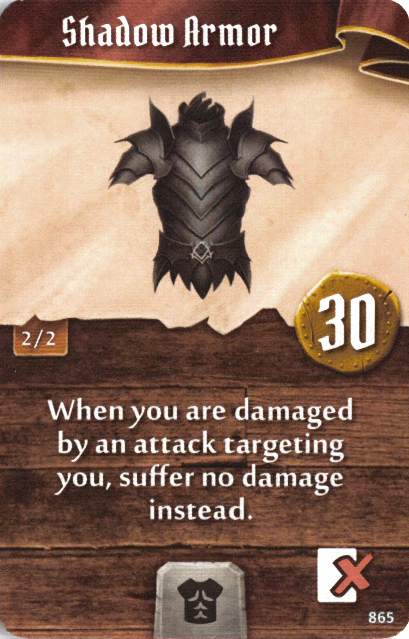 Shadow Armor
30
2/2
When you are damaged
by an attack targeting
you, suffer no damage
instead.
865